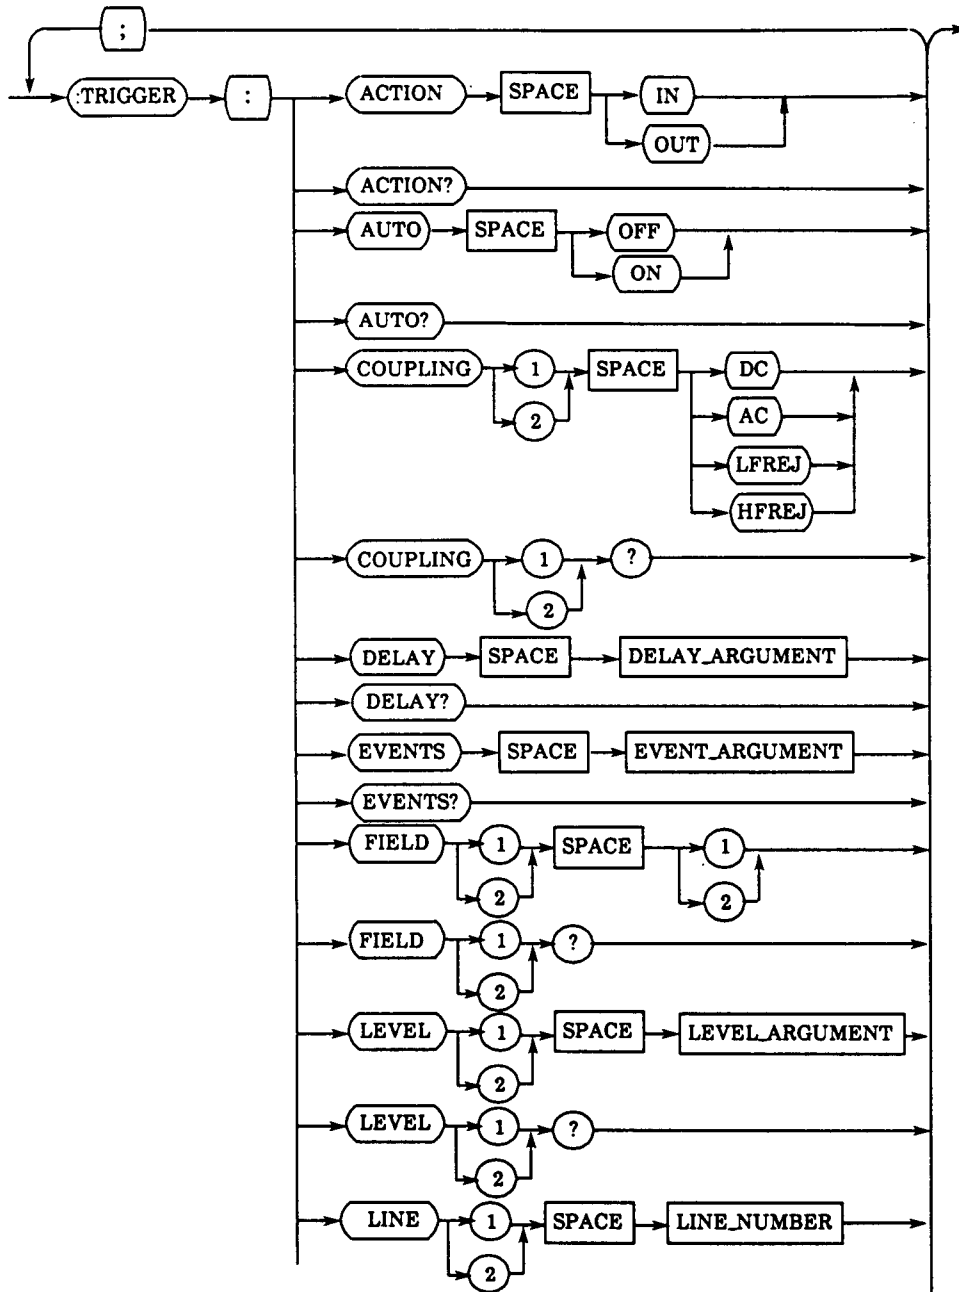 ;
:TRIGGER : ACTION SPACE IN
OUT
ACTION?
AUTO SPACE OFF
ON
AUTO?
COUPLING 1 SPACE DC
2 AC
LFREJ
HFREJ
COUPLING 1 ?
2
DELAY SPACE DELAY_ARGUMENT
DELAY?
EVENTS SPACE EVENT_ARGUMENT
EVENTS?
FIELD 1 SPACE 1
2 2
FIELD 1 ?
2
LEVEL 1 SPACE LEVEL_ARGUMENT
2
LEVEL 1 ?
2
LINE 1 SPACE LINE_NUMBER
2